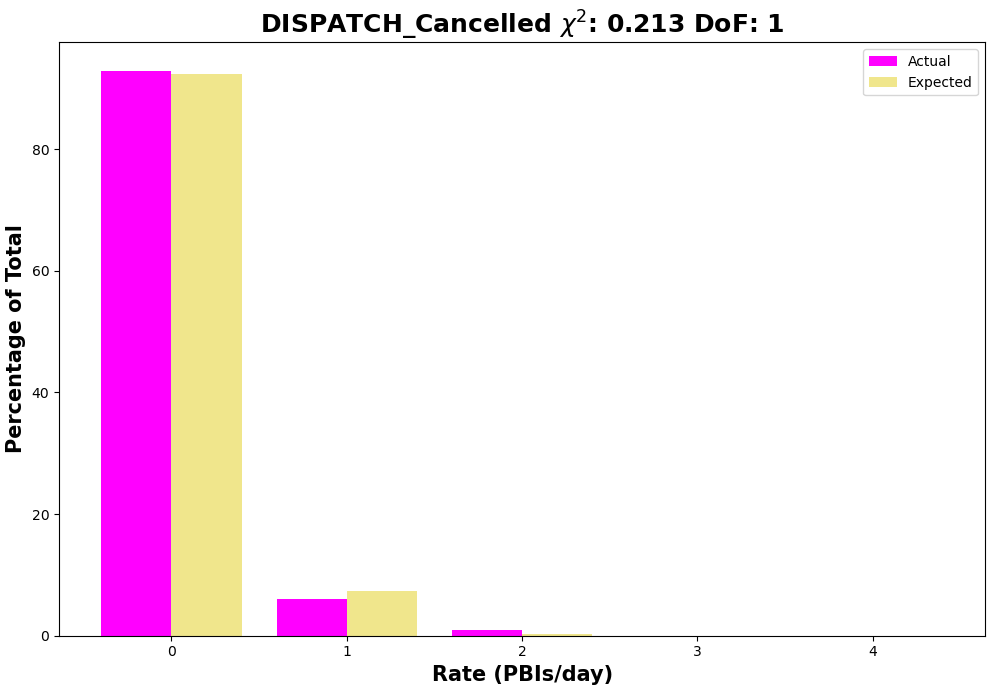 DISPATCH_Cancelled χ²: 0.213 DoF: 1
Actual
Expected
Percentage of Total
80
60
40
20
0
0 1 2 3 4
Rate (PBIs/day)